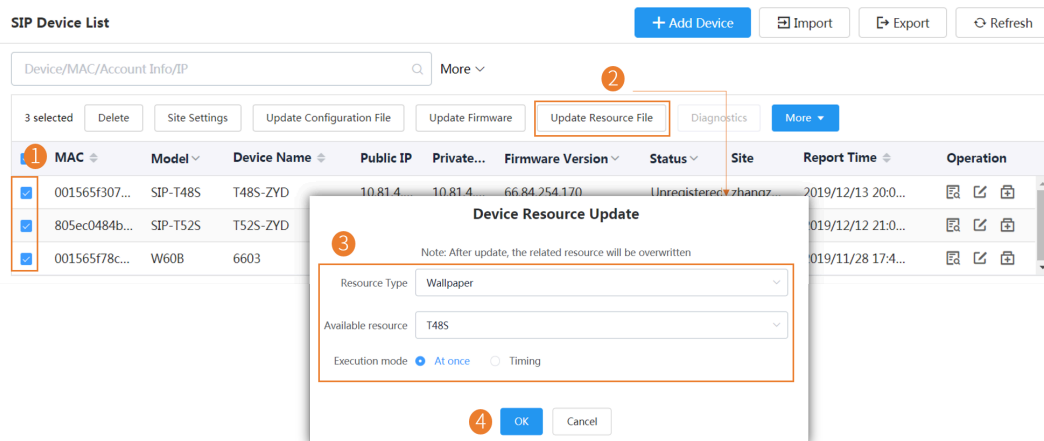 SIP Device List
+ Add Device
Import
Export
Refresh
Device/MAC/Account Info/IP
More
2
3 selected
Delete
Site Settings
Update Configuration File
Update Firmware
Update Resource File
Diagnostics
More
1
MAC
Model
Device Name
Public IP
Private...
Firmware Version
Status
Site
Report Time
Operation
001565f307...
SIP-T48S
T48S-ZYD
10.81.4...
10.81.4...
66.84.254.170
Unregistered
zhangz...
2019/12/13 20:0...
805ec0484b...
SIP-T52S
T52S-ZYD
2019/12/12 21:0...
001565f78c...
W60B
6603
2019/11/28 17:4...
Device Resource Update
3
Note: After update, the related resource will be overwritten
Resource Type
Wallpaper
Available resource
T48S
Execution mode
At once
Timing
4
OK
Cancel